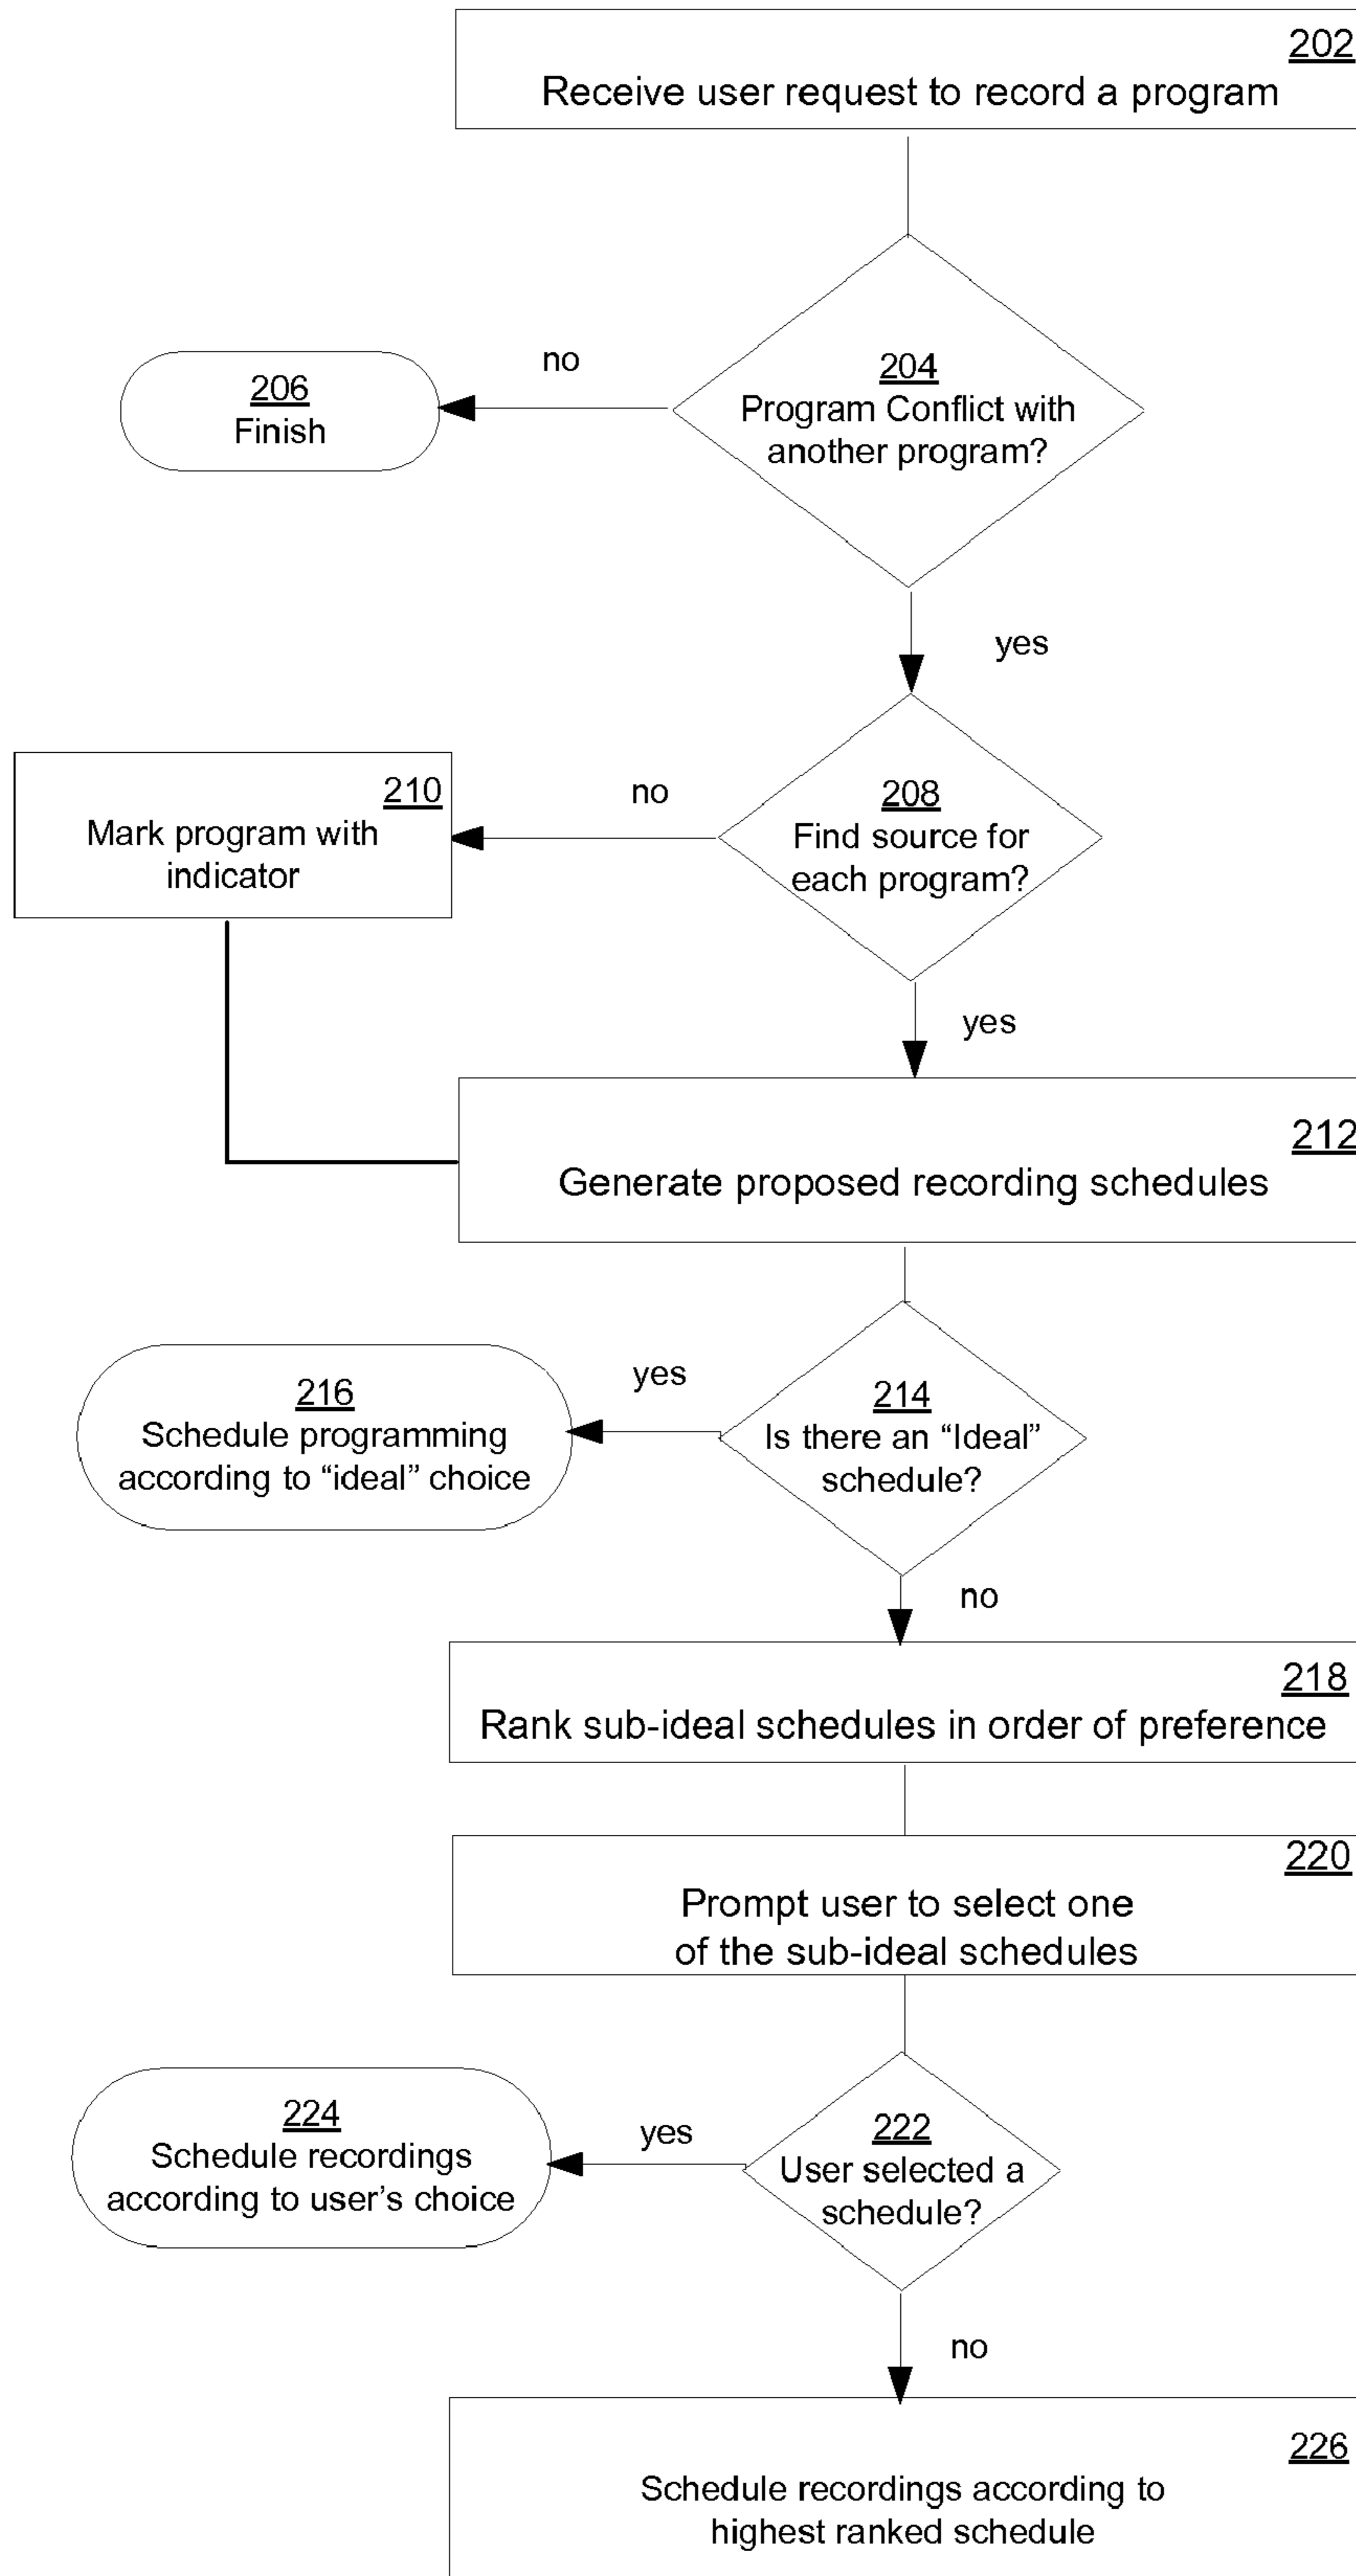 202
Receive user request to record a program
204
Program Conflict with
another program?
no
206
Finish
yes
208
Find source for
each program?
no
210
Mark program with
indicator
yes
212
Generate proposed recording schedules
214
Is there an “Ideal”
schedule?
yes
216
Schedule programming
according to “ideal” choice
no
218
Rank sub-ideal schedules in order of preference
220
Prompt user to select one
of the sub-ideal schedules
222
User selected a
schedule?
yes
224
Schedule recordings
according to user’s choice
no
226
Schedule recordings according to
highest ranked schedule